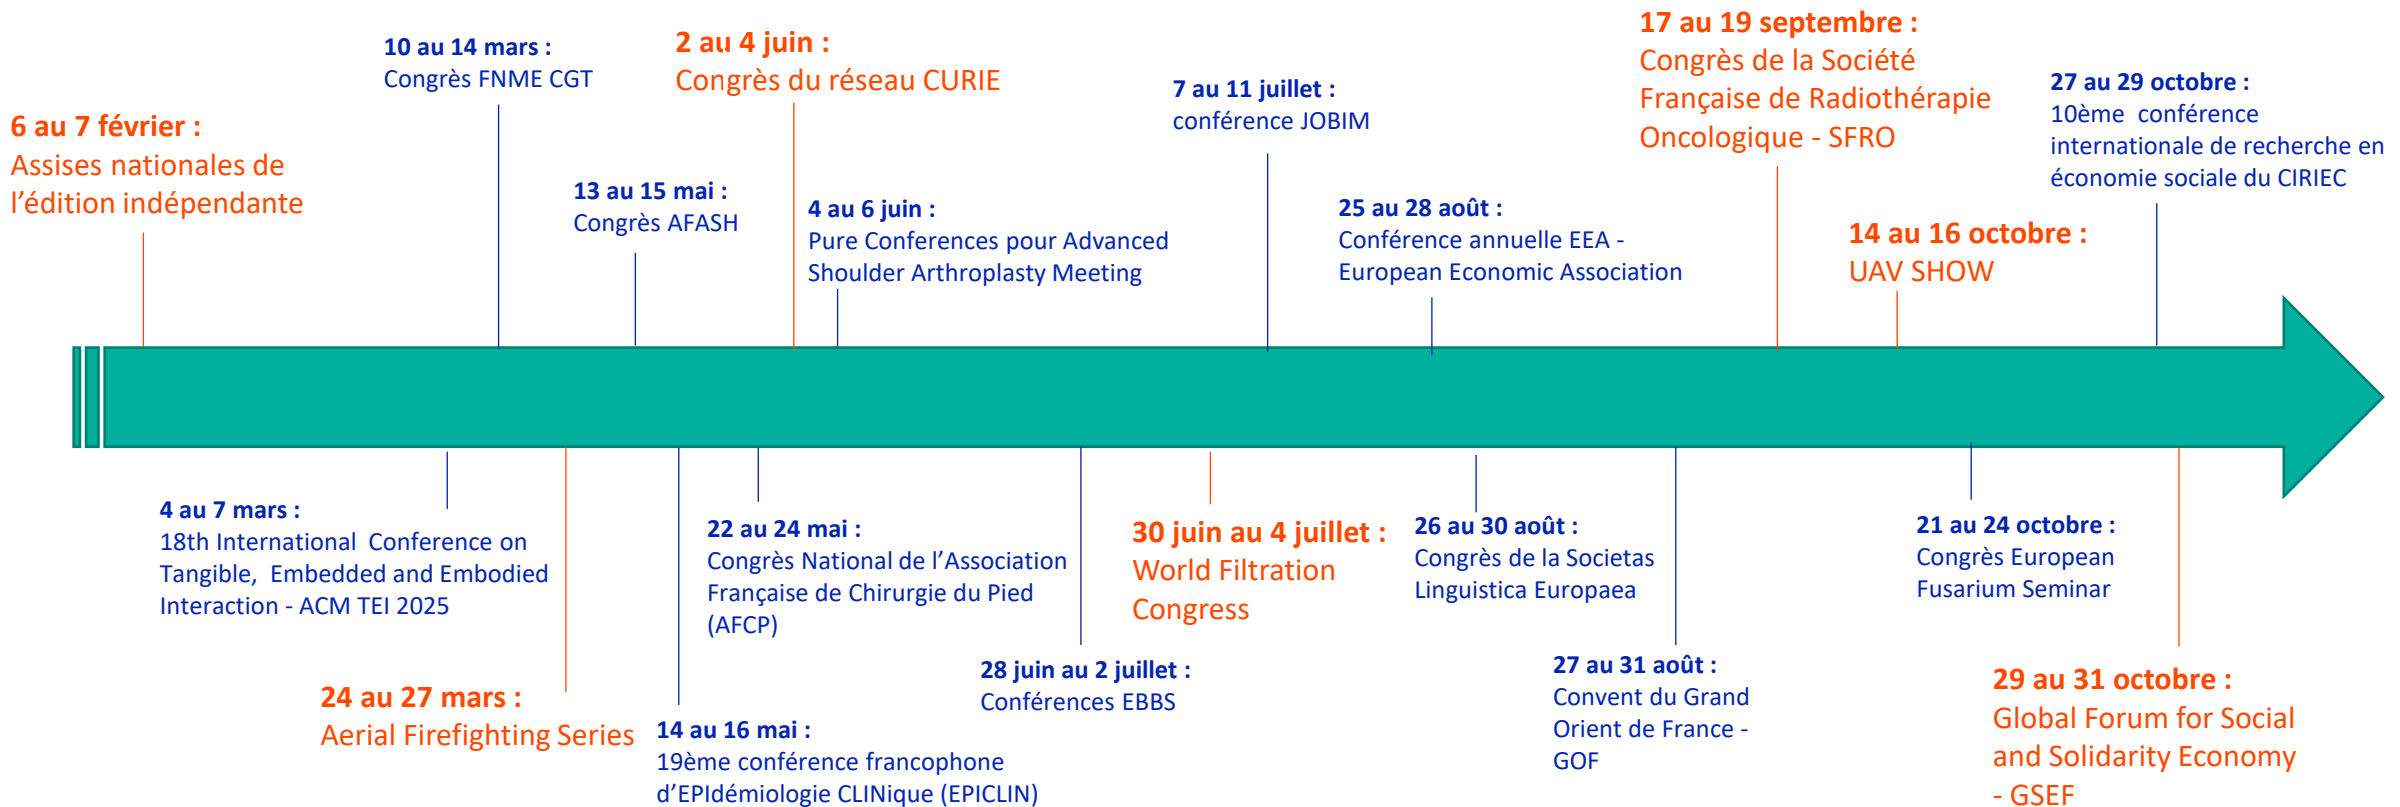 6 au 7 février :
Assises nationales de
l'édition indépendante
10 au 14 mars :
Congrès FNME CGT
13 au 15 mai :
Congrès AFASH
2 au 4 juin :
Congrès du réseau CURIE
4 au 6 juin :
Pure Conferences pour Advanced
Shoulder Arthroplasty Meeting
7 au 11 juillet :
conférence JOBIM
25 au 28 août :
Conférence annuelle EEA -
European Economic Association
17 au 19 septembre :
Congrès de la Société
Française de Radiothérapie
Oncologique - SFRO
14 au 16 octobre :
UAV SHOW
27 au 29 octobre :
10ème conférence
internationale de recherche en
économie sociale du CIRIEC
4 au 7 mars :
18th International Conference on
Tangible, Embedded and Embodied
Interaction - ACM TEI 2025
24 au 27 mars :
Aerial Firefighting Series
14 au 16 mai :
19ème conférence francophone
d'EPIdémiologie CLINique (EPICLIN)
22 au 24 mai :
Congrès National de l'Association
Française de Chirurgie du Pied
(AFCP)
28 juin au 2 juillet :
Conférences EBBS
30 juin au 4 juillet :
World Filtration
Congress
26 au 30 août :
Congrès de la Societas
Linguistica Europaea
27 au 31 août :
Convent du Grand
Orient de France -
GOF
21 au 24 octobre :
Congrès European
Fusarium Seminar
29 au 31 octobre :
Global Forum for Social
and Solidarity Economy
- GSEF